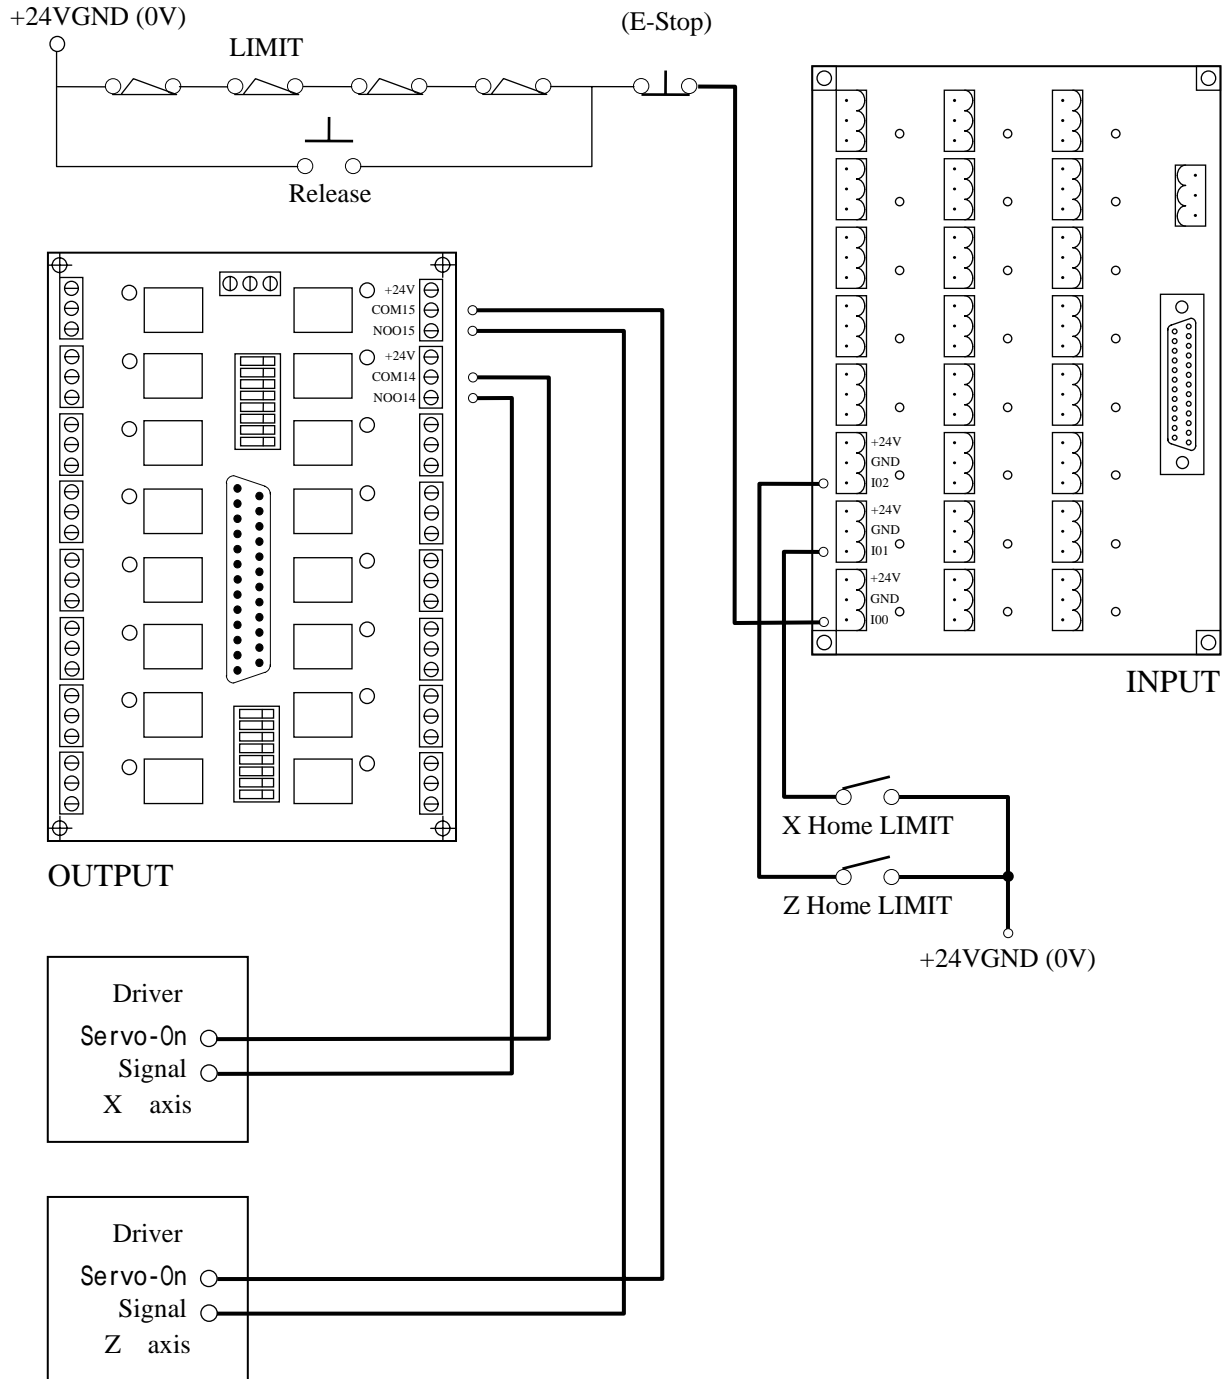 +24VGND (0V)
(E-Stop)
LIMIT
Release
+24V
COM15
NOO15
+24V
COM14
NOO14
OUTPUT
+24V
GND
I02
+24V
GND
I01
+24V
GND
I00
INPUT
X Home LIMIT
Z Home LIMIT
+24VGND (0V)
Driver
Servo-On
Signal
X axis
Driver
Servo-On
Signal
Z axis